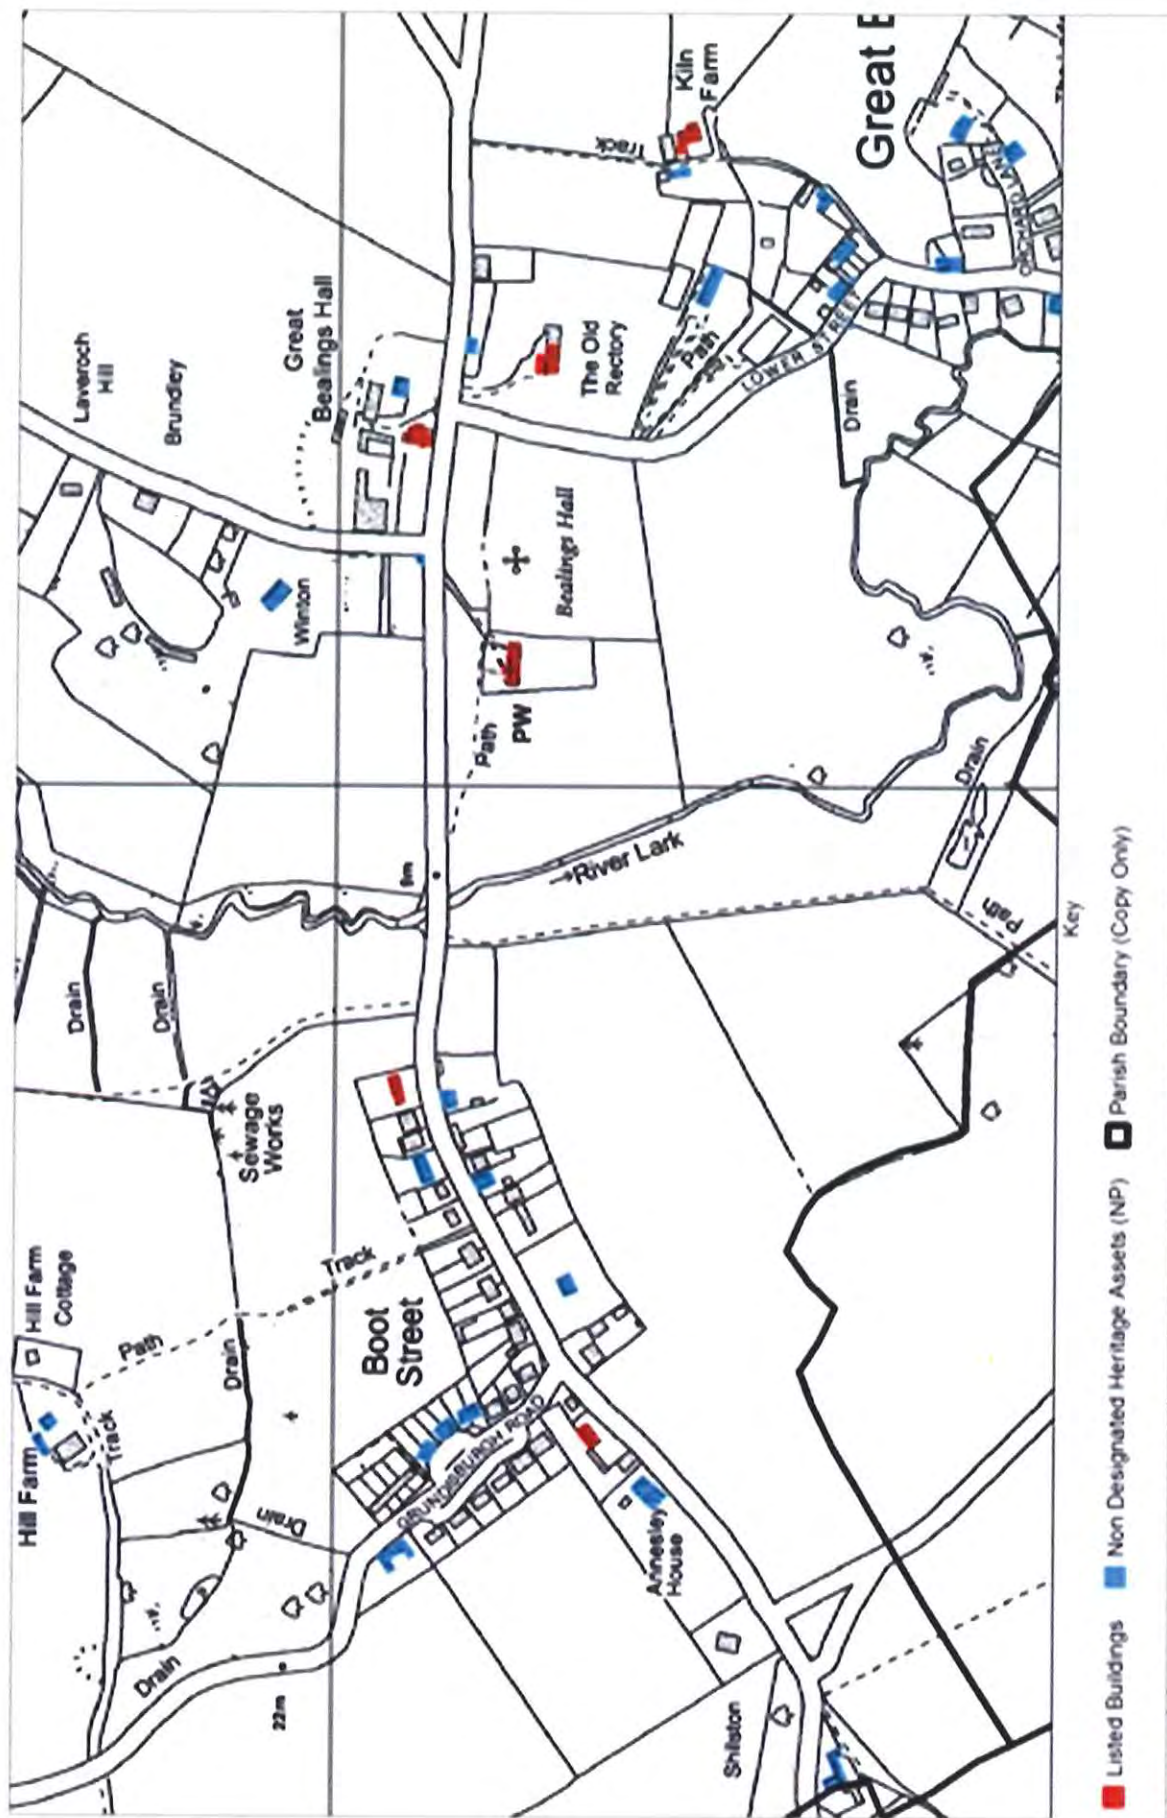 Hill Farm
Hill Farm
Cottage
Track
Path
Drain
Drain
Drain
22m
Sewage
Works
Drain
Drain
Track
Boot
Street
GRUNDISBURGH ROAD
Annesley
House
Shilston
8m
River Lark
Path
Drain
Path
PW
Winton
Laveroch
Hill
Brundley
Great
Bealings Hall
Bealings Hall
The Old
Rectory
Path
LOWER STREET
Drain
Track
Kiln
Farm
Great B
ORCHARD LANE
Key
Listed Buildings
Non Designated Heritage Assets (NP)
Parish Boundary (Copy Only)